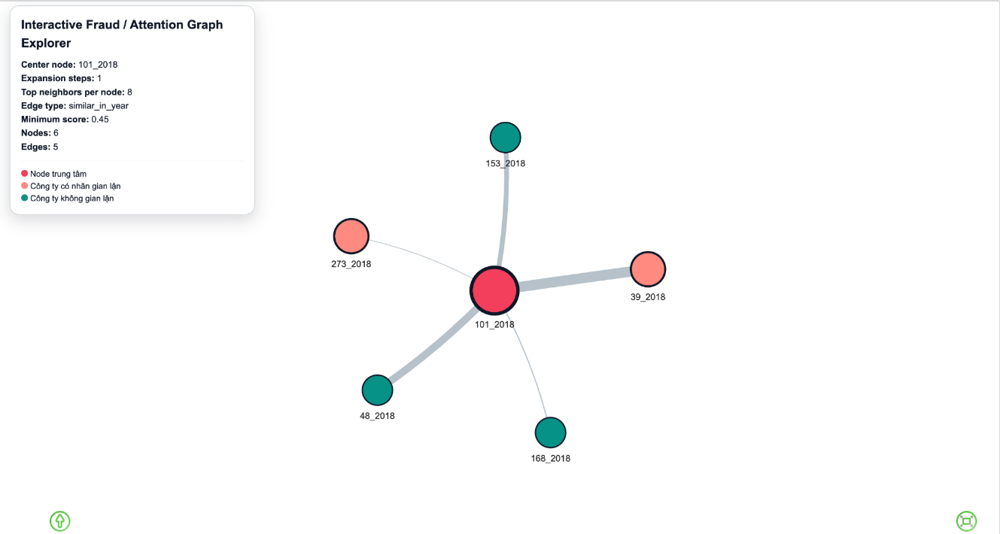 Interactive Fraud / Attention Graph
Explorer
Center node: 101_2018
Expansion steps: 1
Top neighbors per node: 8
Edge type: similar_in_year
Minimum score: 0.45
Nodes: 6
Edges: 5
Node trung tâm
Công ty có nhãn gian lận
Công ty không gian lận
153_2018
273_2018
39_2018
101_2018
48_2018
168_2018